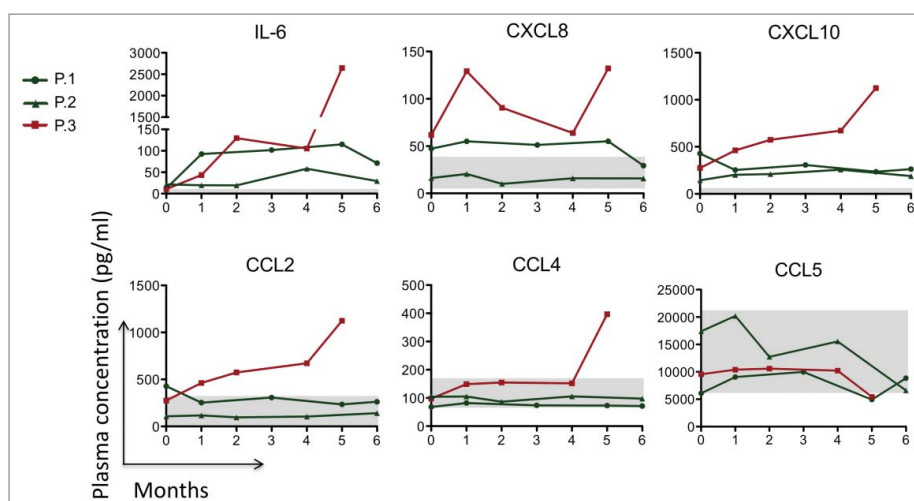 IL-6 CXCL8 CXCL10
P.1
P.2
P.3
3000
2500
2000
1500
150
100
50
0
0 1 2 3 4 5 6
150
100
50
0
0 1 2 3 4 5 6
1500
1000
500
0
0 1 2 3 4 5 6
CCL2 CCL4 CCL5
Plasma concentration (pg/ml)
1500
1000
500
0
0 1 2 3 4 5 6
500
400
300
200
100
0
0 1 2 3 4 5 6
25000
20000
15000
10000
5000
0
0 1 2 3 4 5 6
Months